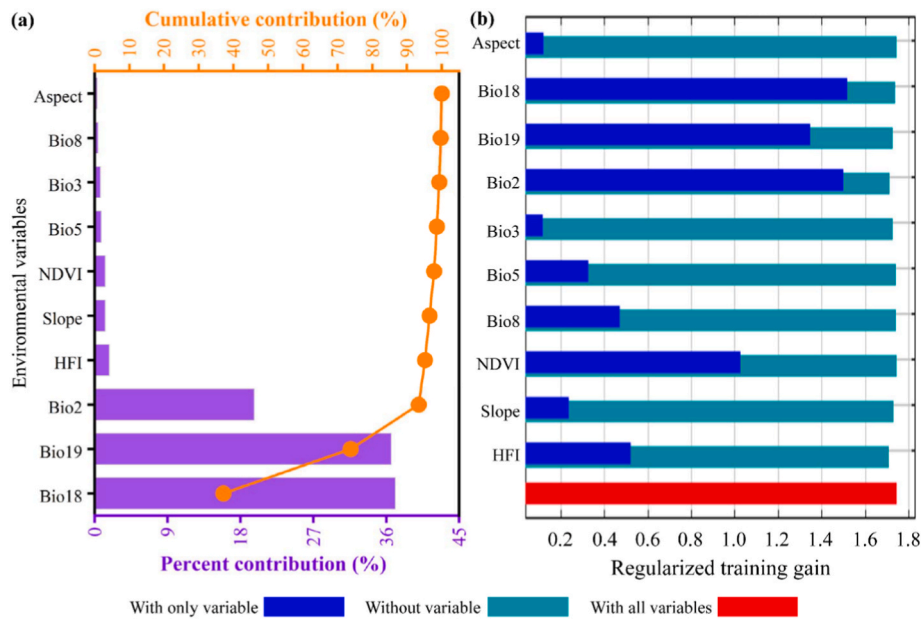 (a)
Cumulative contribution (%)
0 10 20 30 40 50 60 70 80 90 100
Environmental variables
Aspect
Bio8
Bio3
Bio5
NDVI
Slope
HFI
Bio2
Bio19
Bio18
0 9 18 27 36 45
Percent contribution (%)
(b)
Aspect
Bio18
Bio19
Bio2
Bio3
Bio5
Bio8
NDVI
Slope
HFI
0.2 0.4 0.6 0.8 1.0 1.2 1.4 1.6 1.8
Regularized training gain
With only variable Without variable With all variables